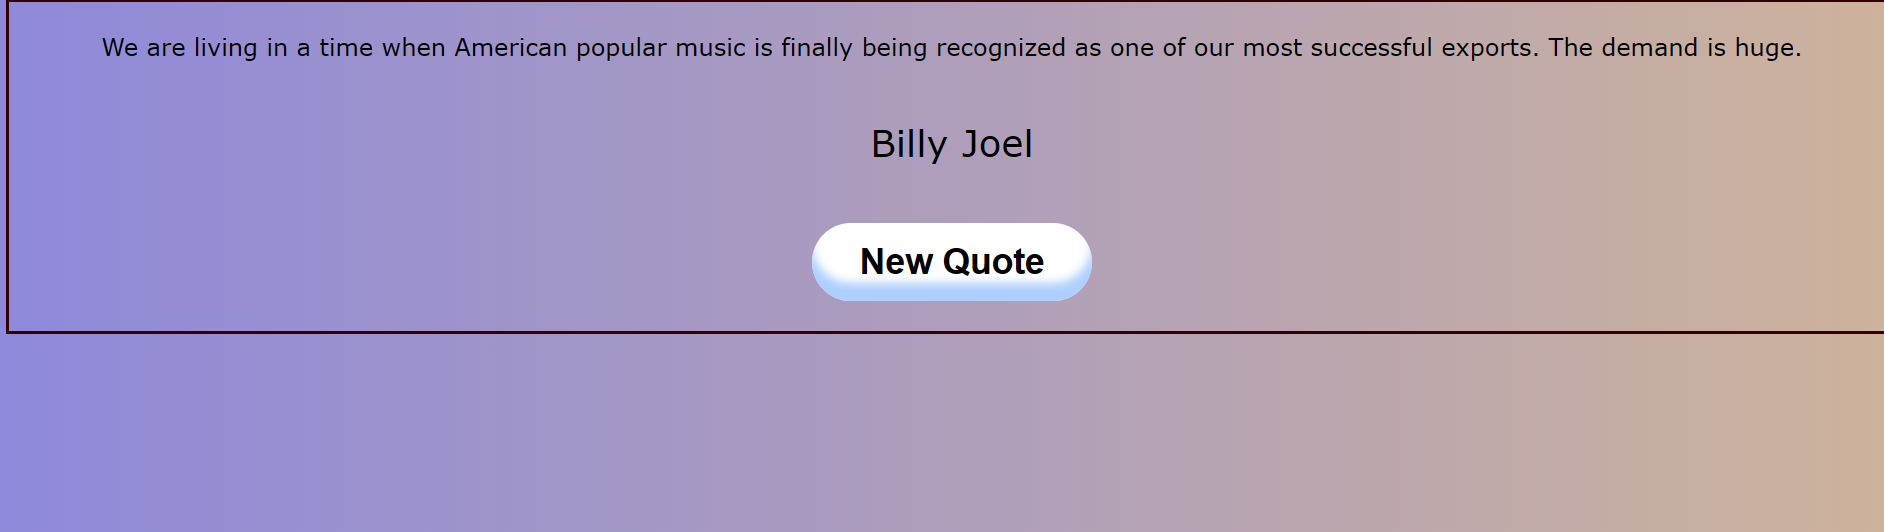 We are living in a time when American popular music is finally being recognized as one of our most successful exports. The demand is huge.
Billy Joel
New Quote